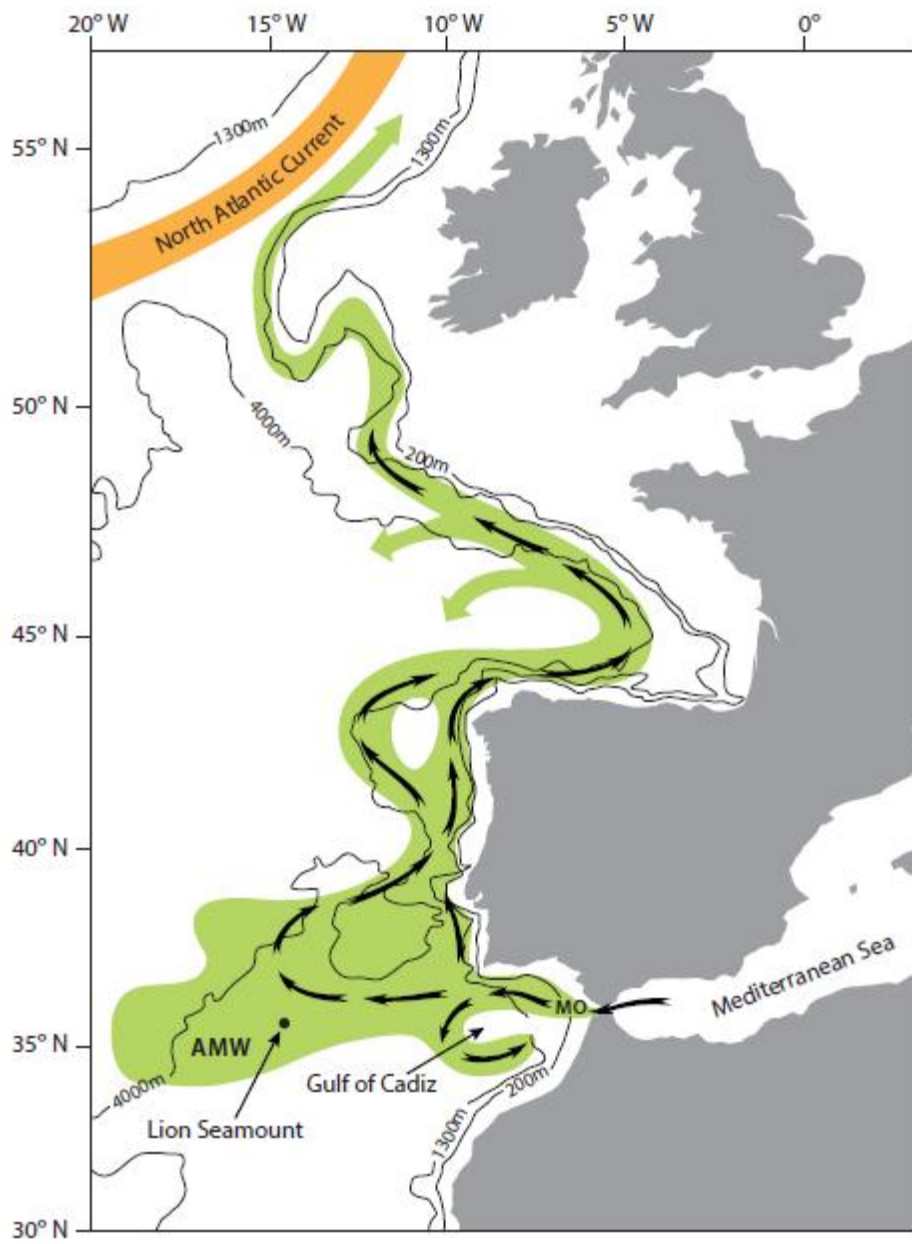 20° W
15° W
10° W
5° W
0°
55° N
50° N
45° N
40° N
35° N
30° N
1300m
North Atlantic Current
1300m
4000m
200m
Mediterranean Sea
MO
AMW
Gulf of Cadiz
4000m
Lion Seamount
200m
1300m